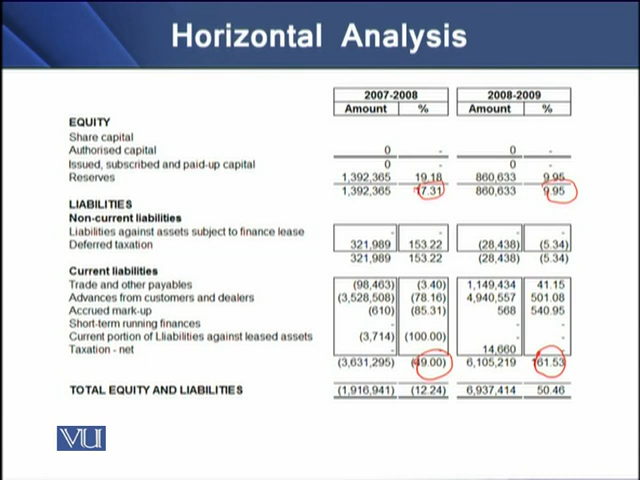 Horizontal Analysis
2007-2008 2008-2009
Amount % Amount %
EQUITY
Share capital
Authorised capital 0 - 0 -
Issued, subscribed and paid-up capital 0 - 0 -
Reserves 1,392,365 19.18 860,633 9.95
1,392,365 17.31 860,633 9.95
LIABILITIES
Non-current liabilities
Liabilities against assets subject to finance lease - - - -
Deferred taxation 321,989 153.22 (28,438) (5.34)
321,989 153.22 (28,438) (5.34)
Current liabilities
Trade and other payables (98,463) (3.40) 1,149,434 41.15
Advances from customers and dealers (3,528,508) (78.16) 4,940,557 501.08
Accrued mark-up (610) (85.31) 568 540.95
Short-term running finances - - - -
Current portion of Lliabilities against leased assets (3,714) (100.00) - -
Taxation - net - - 14,660 -
(3,631,295) (49.00) 6,105,219 161.53
TOTAL EQUITY AND LIABILITIES (1,916,941) (12.24) 6,937,414 50.46
VU